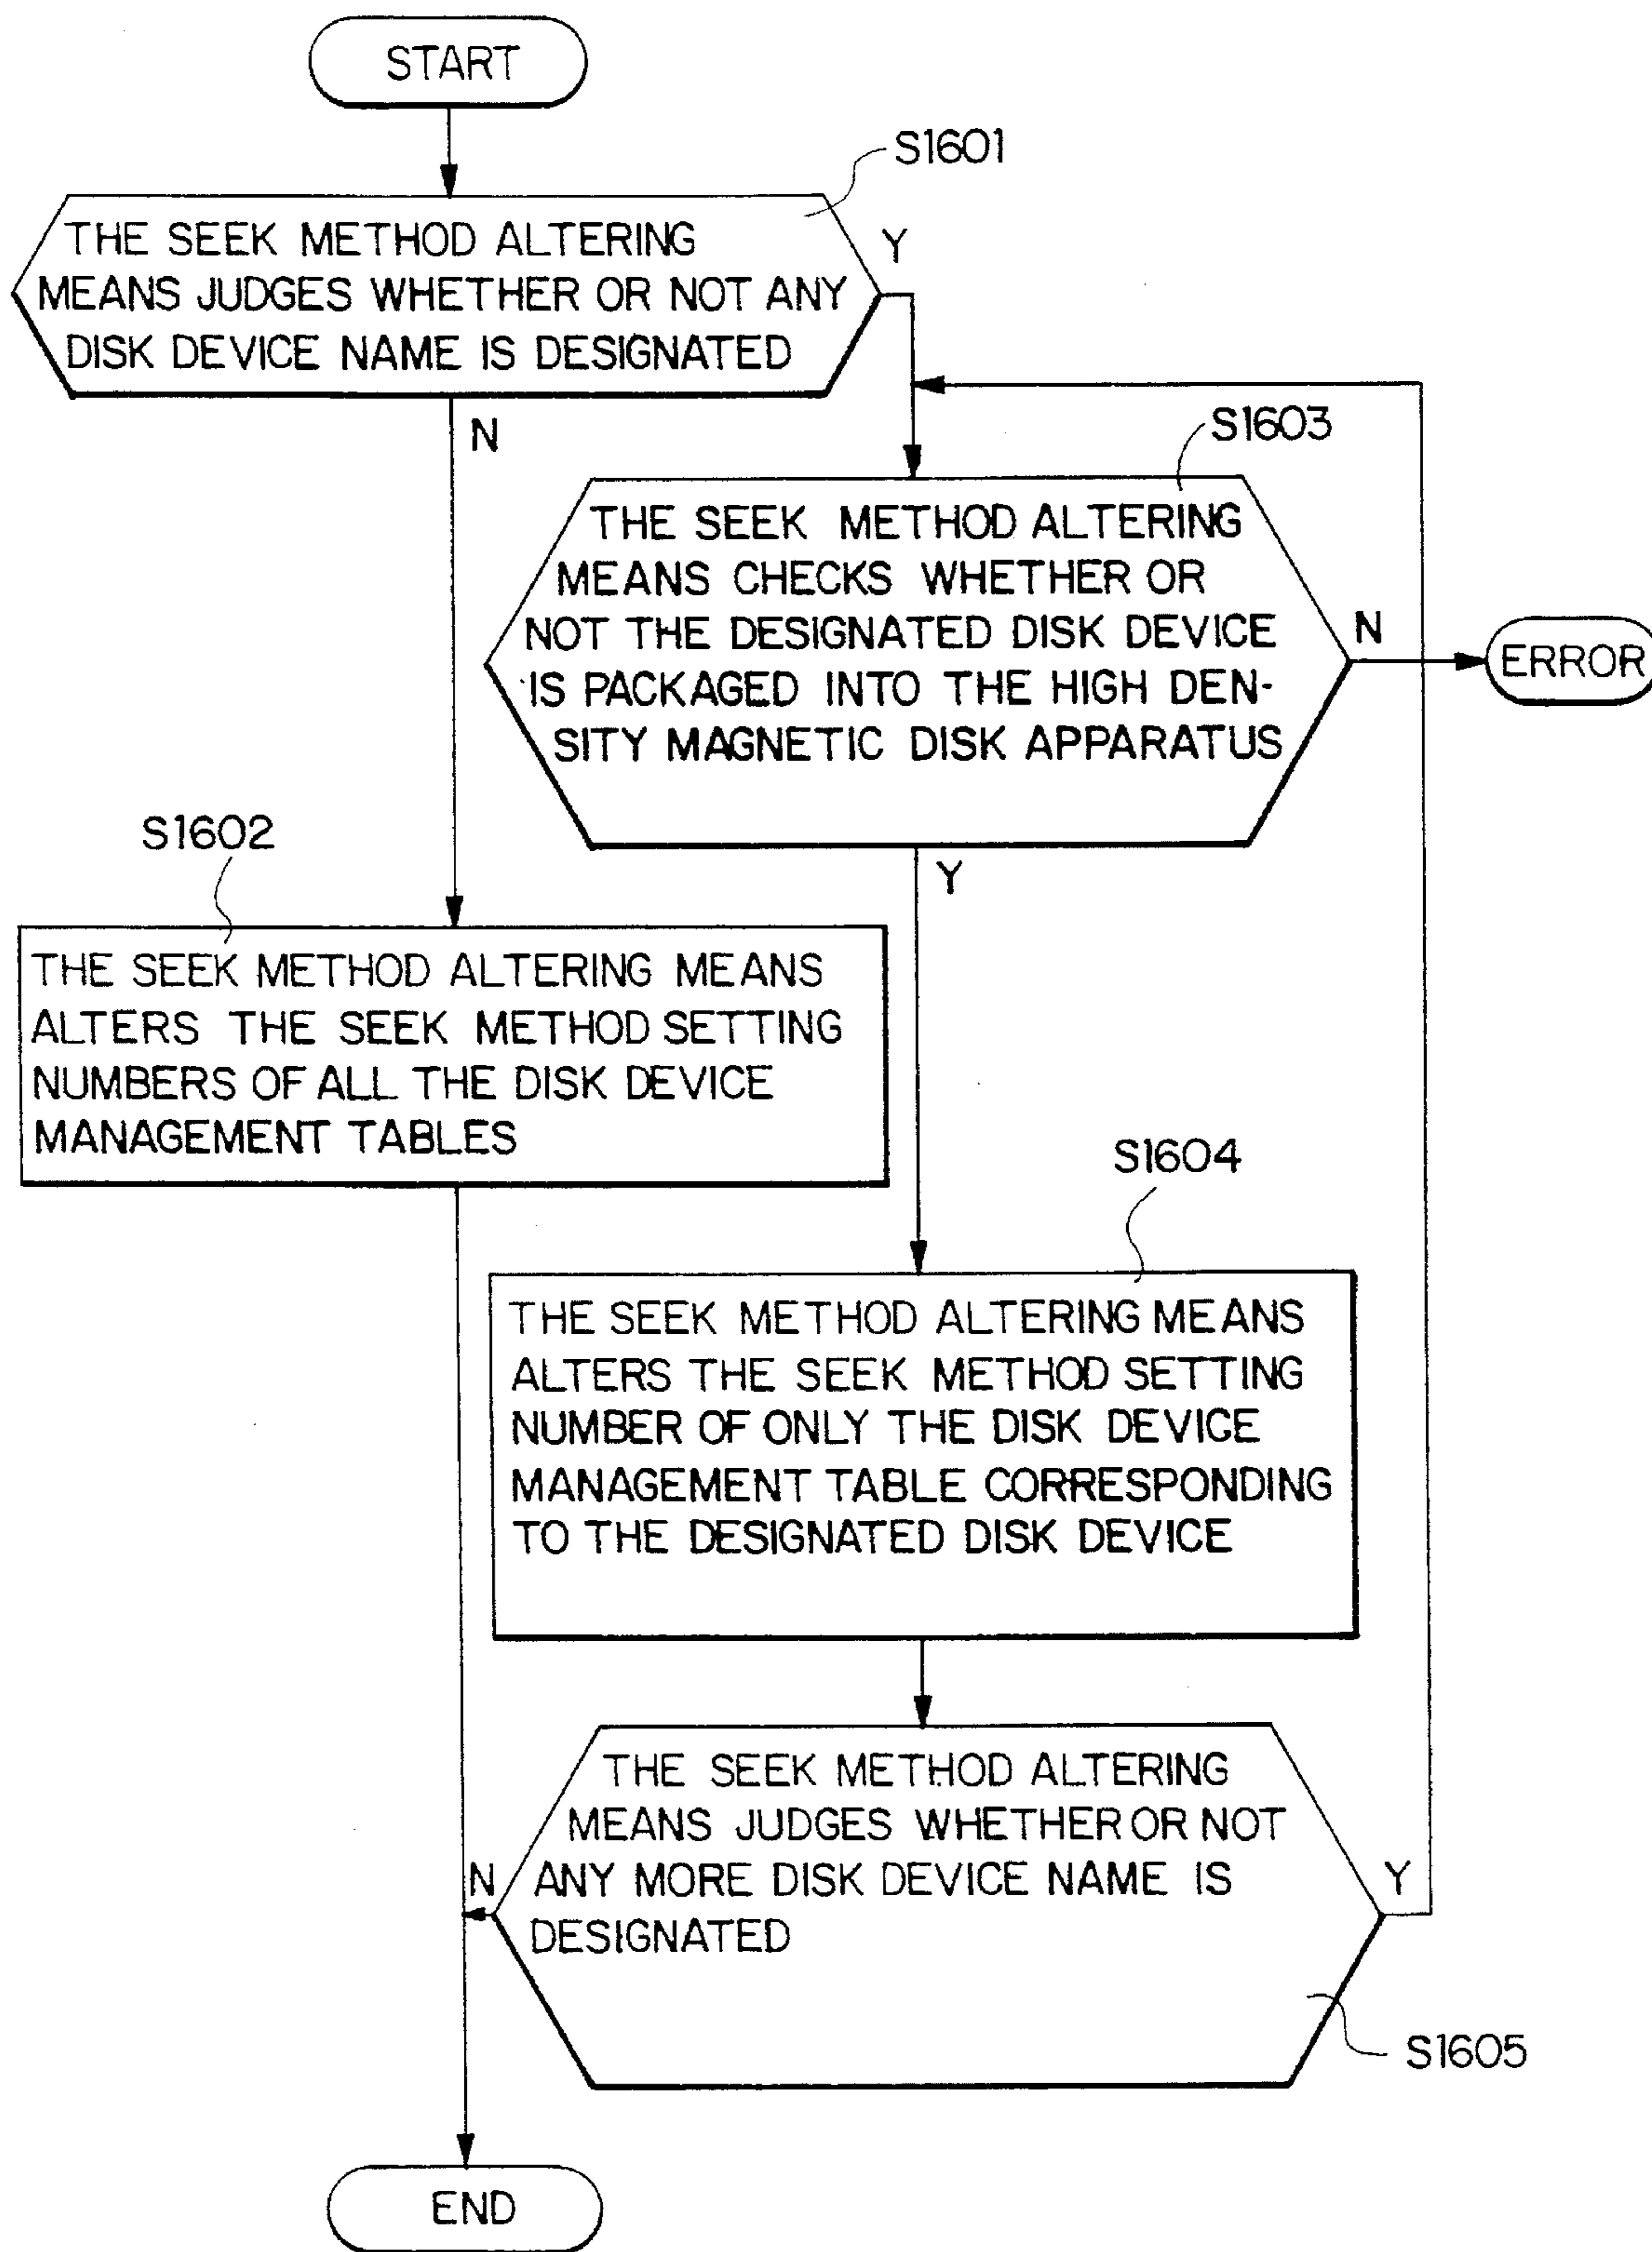 START
S1601
THE SEEK METHOD ALTERING
MEANS JUDGES WHETHER OR NOT ANY
DISK DEVICE NAME IS DESIGNATED
Y
N
S1603
THE SEEK METHOD ALTERING
MEANS CHECKS WHETHER OR
NOT THE DESIGNATED DISK DEVICE
IS PACKAGED INTO THE HIGH DEN-
SITY MAGNETIC DISK APPARATUS
N
ERROR
Y
S1602
THE SEEK METHOD ALTERING MEANS
ALTERS THE SEEK METHOD SETTING
NUMBERS OF ALL THE DISK DEVICE
MANAGEMENT TABLES
S1604
THE SEEK METHOD ALTERING MEANS
ALTERS THE SEEK METHOD SETTING
NUMBER OF ONLY THE DISK DEVICE
MANAGEMENT TABLE CORRESPONDING
TO THE DESIGNATED DISK DEVICE
THE SEEK METHOD ALTERING
MEANS JUDGES WHETHER OR NOT
ANY MORE DISK DEVICE NAME IS
DESIGNATED
N
Y
S1605
END